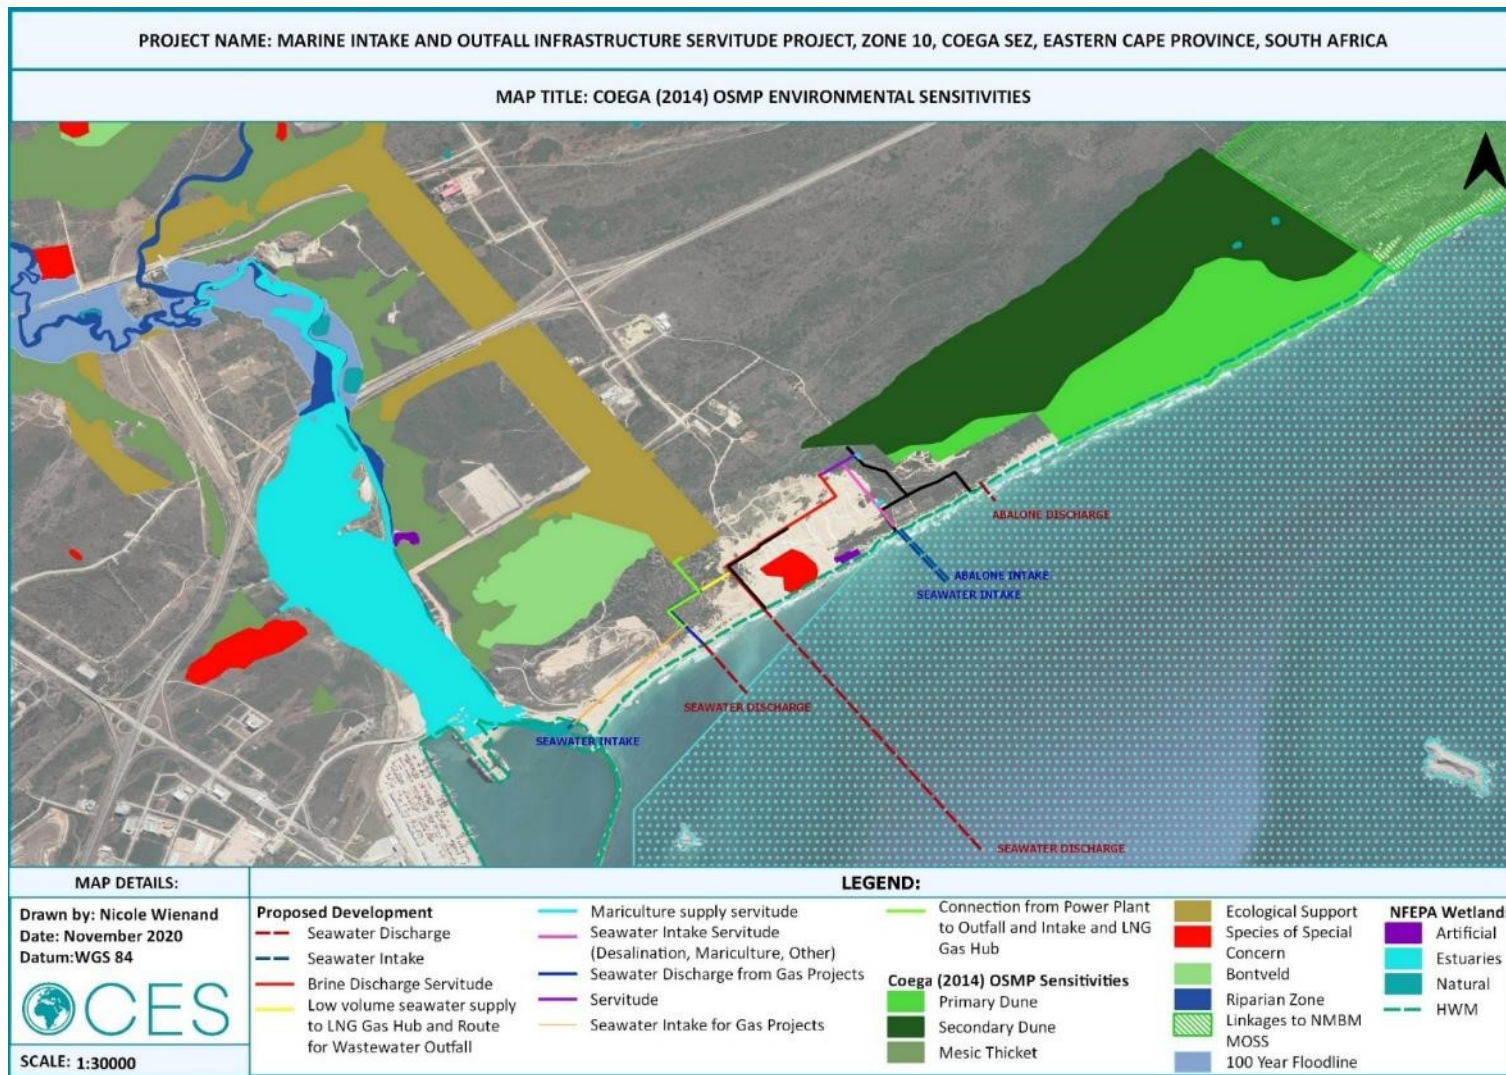 PROJECT NAME: MARINE INTAKE AND OUTFALL INFRASTRUCTURE SERVITUDE PROJECT, ZONE 10, COEGA SEZ, EASTERN CAPE PROVINCE, SOUTH AFRICA
MAP TITLE: COEGA (2014) OSMP ENVIRONMENTAL SENSITIVITIES
ABALONE DISCHARGE
ABALONE INTAKE
SEAWATER INTAKE
SEAWATER DISCHARGE
SEAWATER INTAKE
SEAWATER DISCHARGE
MAP DETAILS:
Drawn by: Nicole Wienand
Date: November 2020
Datum:WGS 84
CES
SCALE: 1:30000
LEGEND:
Proposed Development
Seawater Discharge
Seawater Intake
Brine Discharge Servitude
Low volume seawater supply
to LNG Gas Hub and Route
for Wastewater Outfall
Mariculture supply servitude
Seawater Intake Servitude
(Desalination, Mariculture, Other)
Seawater Discharge from Gas Projects
Servitude
Seawater Intake for Gas Projects
Connection from Power Plant
to Outfall and Intake and LNG
Gas Hub
Coega (2014) OSMP Sensitivities
Primary Dune
Secondary Dune
Mesic Thicket
Ecological Support
Species of Special
Concern
Bontveld
Riparian Zone
Linkages to NMBM
MOSS
100 Year Floodline
NFEPA Wetland
Artificial
Estuaries
Natural
HWM